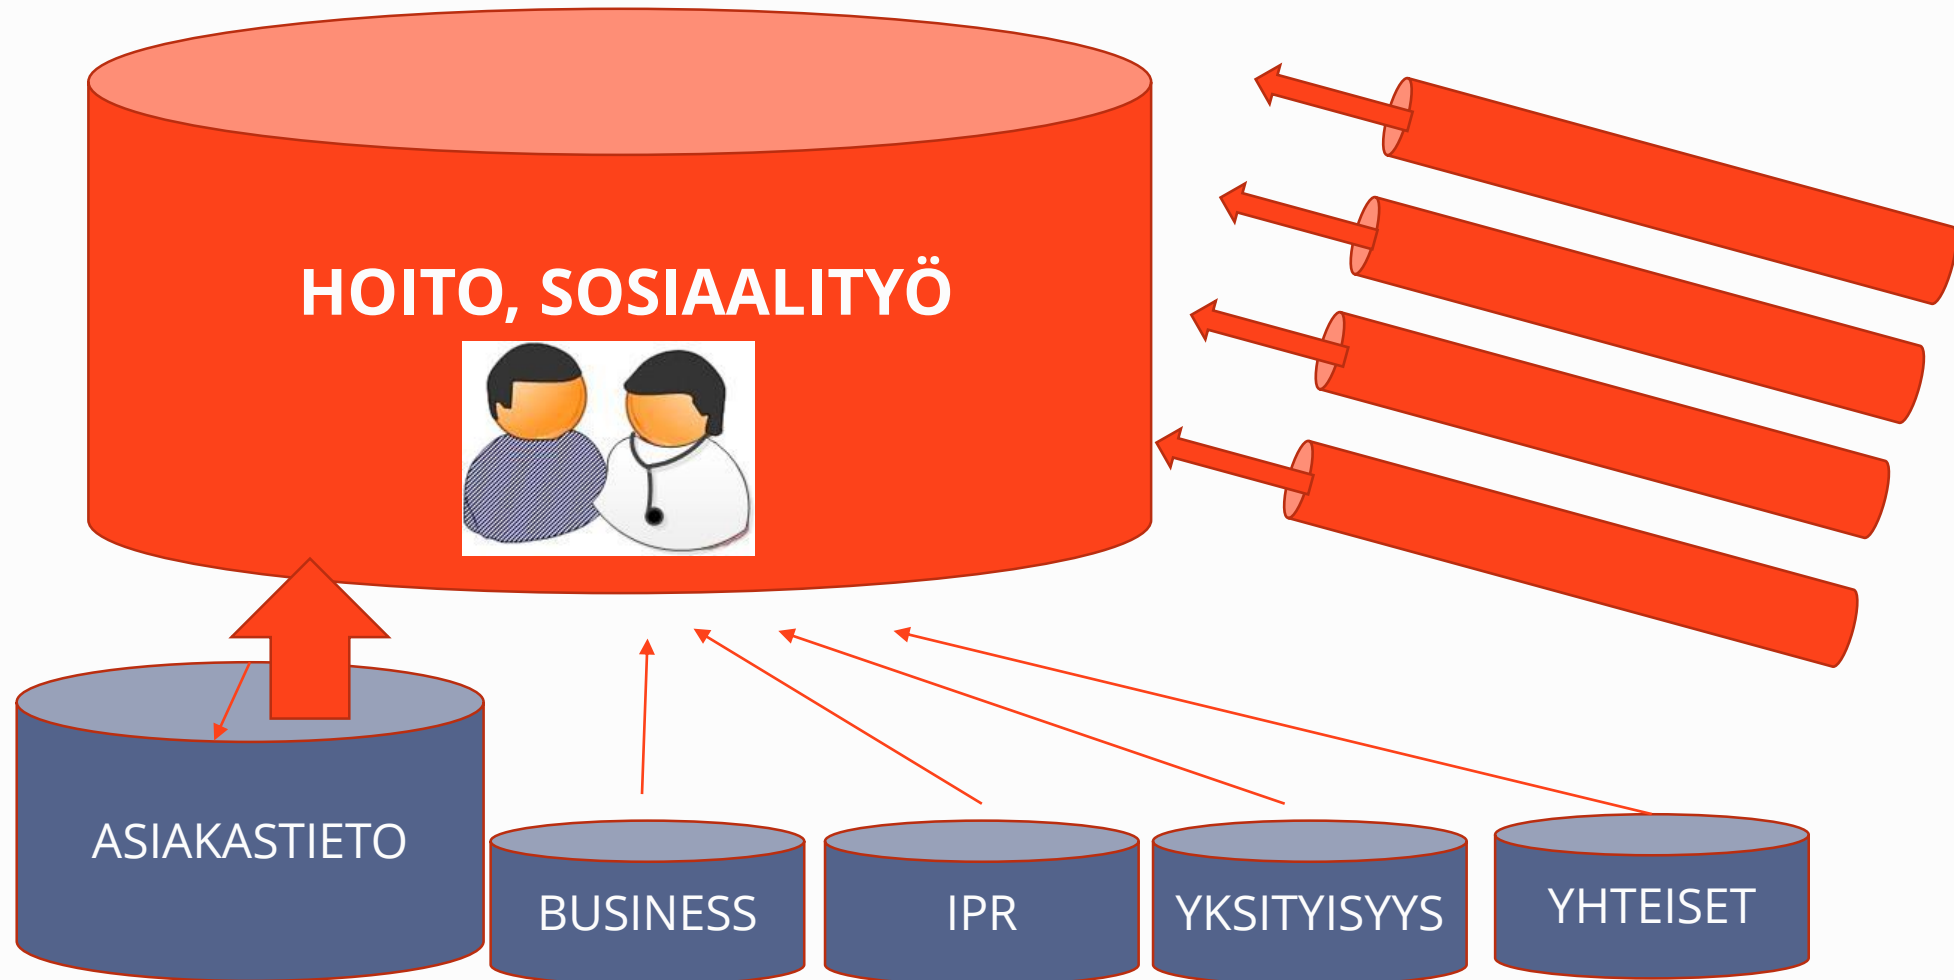 HOITO, SOSIAALITYÖ
ASIAKASTIETO
BUSINESS
IPR
YKSITYISYYS
YHTEISET